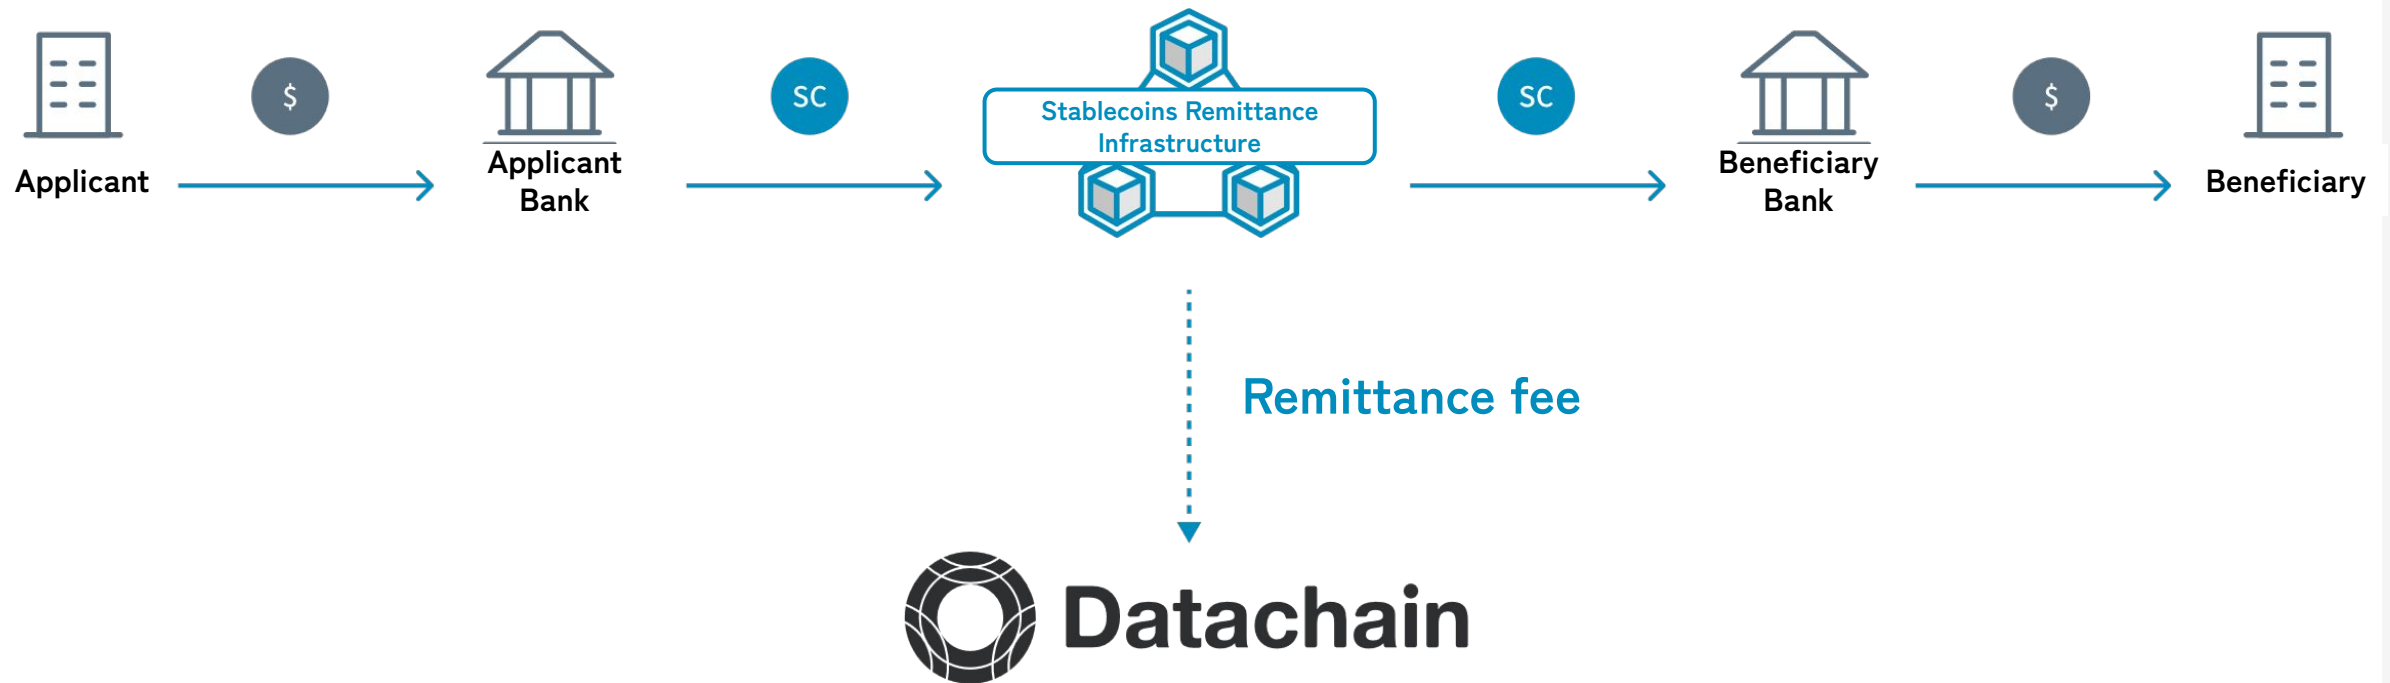 $
SC
Stablecoins Remittance
Infrastructure
SC
$
Applicant
Applicant
Bank
Beneficiary
Bank
Beneficiary
Remittance fee
Datachain